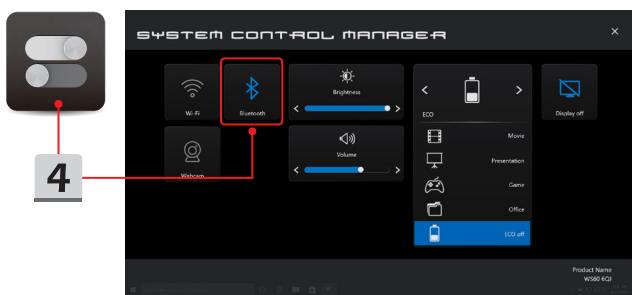 SYSTEM CONTROL MANAGER
Wi-Fi
Bluetooth
Brightness
ECO
Display off
Webcam
Volume
Movie
Presentation
Game
Office
ECO off
4
Product Name
WS60 6QJ